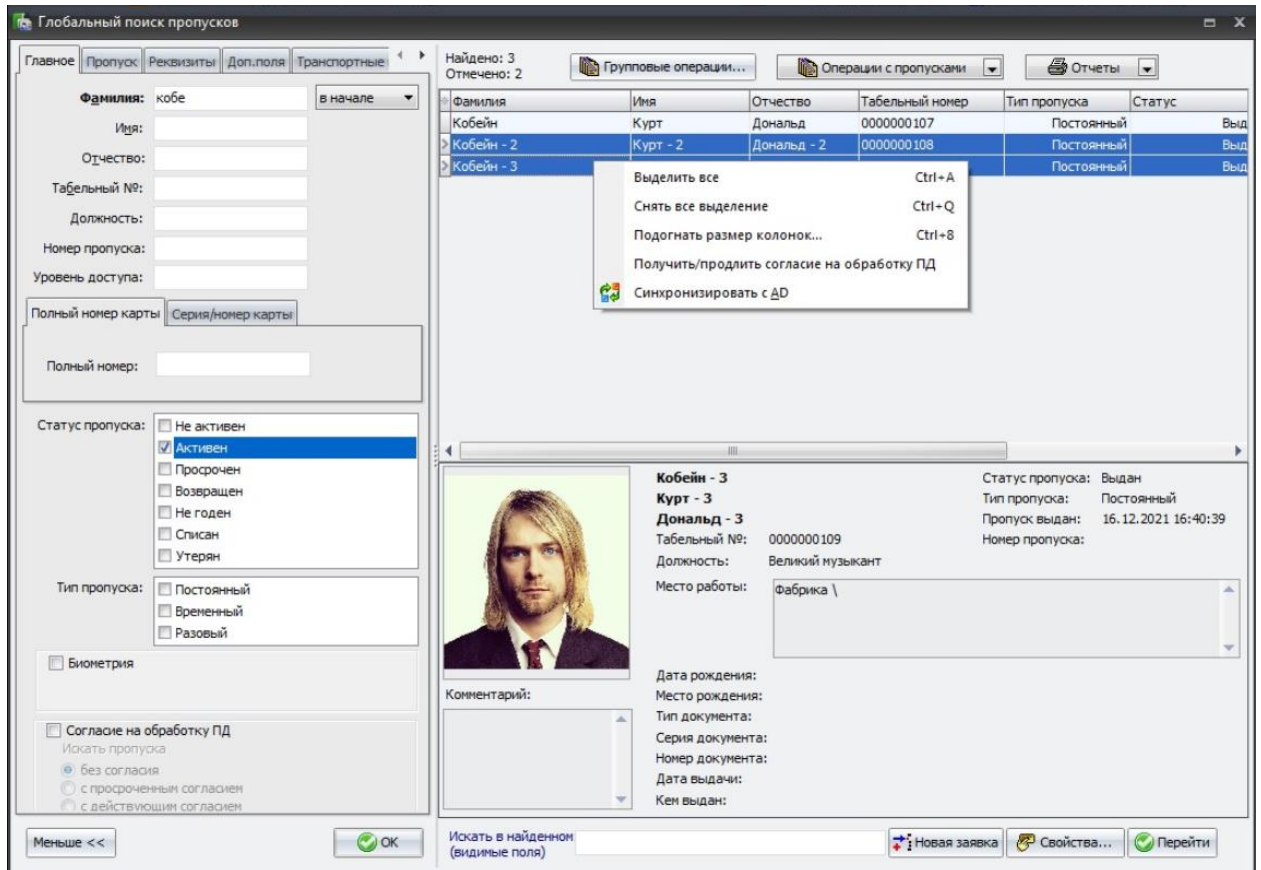 Глобальный поиск пропусков
Главное Пропуск Реквизиты Доп.поля Транспортные
Фамилия: кобе в начале
Имя:
Отчество:
Табельный №:
Должность:
Номер пропуска:
Уровень доступа:
Полный номер карты Серия/номер карты
Полный номер:
Статус пропуска: Не активен
Активен
Просрочен
Возвращен
Не годен
Списан
Утерян
Тип пропуска: Постоянный
Временный
Разовый
Биометрия
Согласие на обработку ПД
Искать пропуска
без согласия
с просроченным согласием
с действующим согласием
Меньше << OK
Найдено: 3
Отмечено: 2
Групповые операции... Операции с пропусками Отчеты
Фамилия Имя Отчество Табельный номер Тип пропуска Статус
Кобейн Курт Дональд 0000000107 Постоянный Выд
Кобейн - 2 Курт - 2 Дональд - 2 0000000108 Постоянный Выд
Кобейн - 3 Постоянный Выд
Выделить все Ctrl+A
Снять все выделение Ctrl+Q
Подогнать размер колонок... Ctrl+8
Получить/продлить согласие на обработку ПД
Синхронизировать с AD
Кобейн - 3
Курт - 3
Дональд - 3
Табельный №: 0000000109
Должность: Великий музыкант
Место работы: Фабрика \
Статус пропуска: Выдан
Тип пропуска: Постоянный
Пропуск выдан: 16.12.2021 16:40:39
Номер пропуска:
Комментарий:
Дата рождения:
Место рождения:
Тип документа:
Серия документа:
Номер документа:
Дата выдачи:
Кем выдан:
Искать в найденном
(видимые поля)
Новая заявка Свойства... Перейти